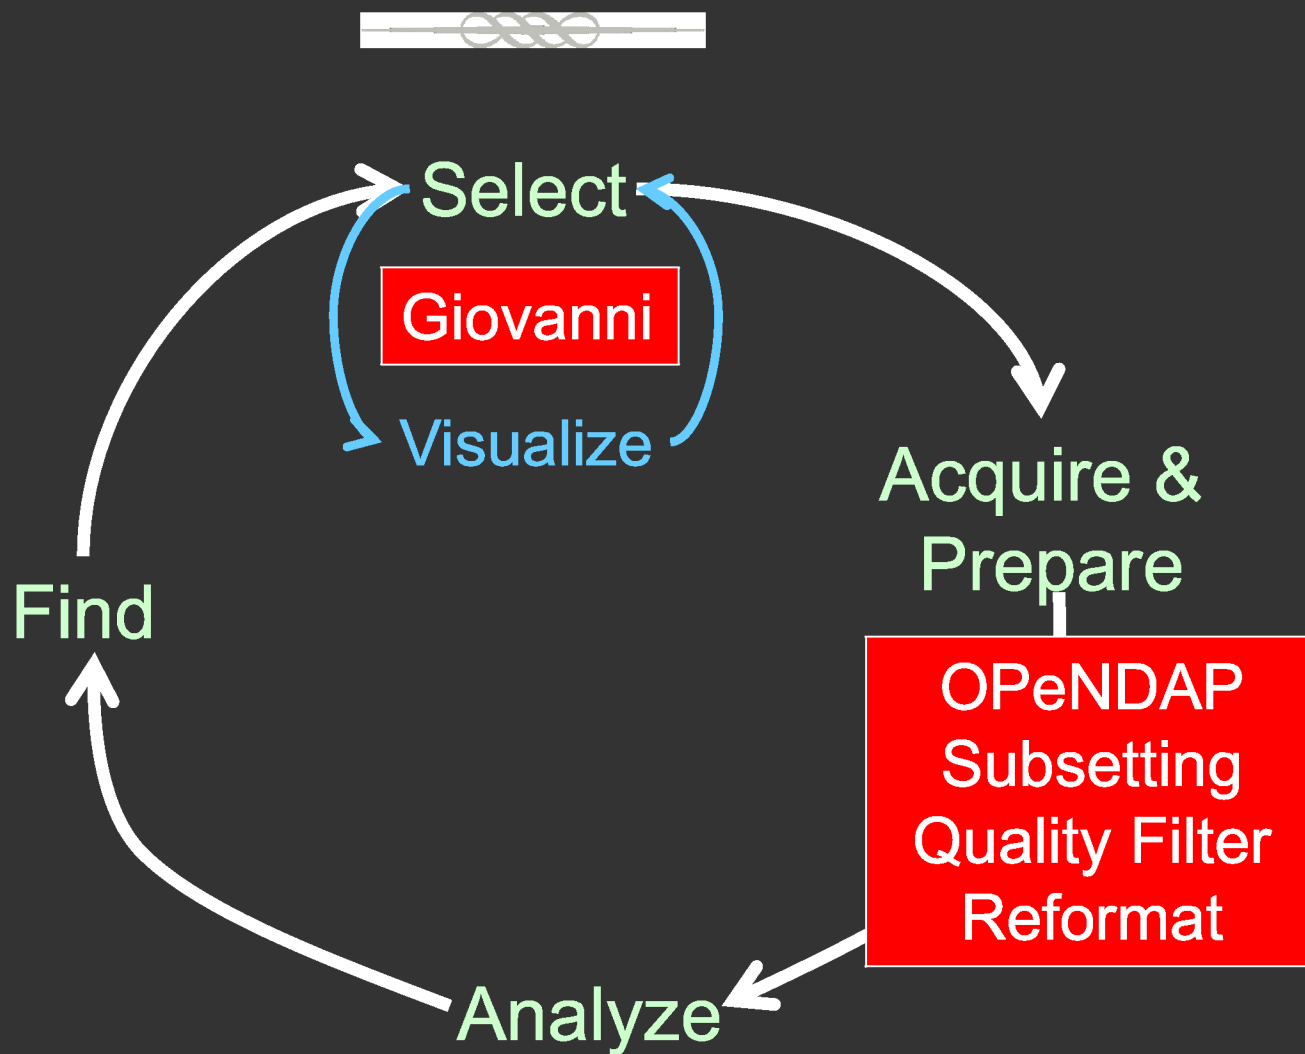 Select
Giovanni
Visualize
Acquire &
Prepare
Find
OPeNDAP
Subsetting
Quality Filter
Reformat
Analyze